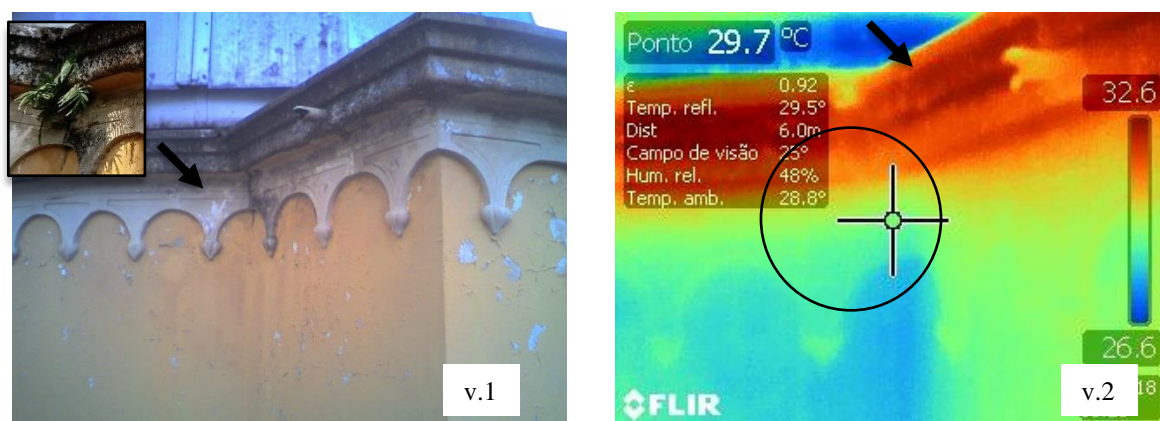 v.1
Ponto 29.7 °C
ε 0.92
Temp. refl. 29.5°
Dist 6.0m
Campo de visão 25°
Hum. rel. 48%
Temp. amb. 28.8°
32.6
26.6
18
v.2
FLIR